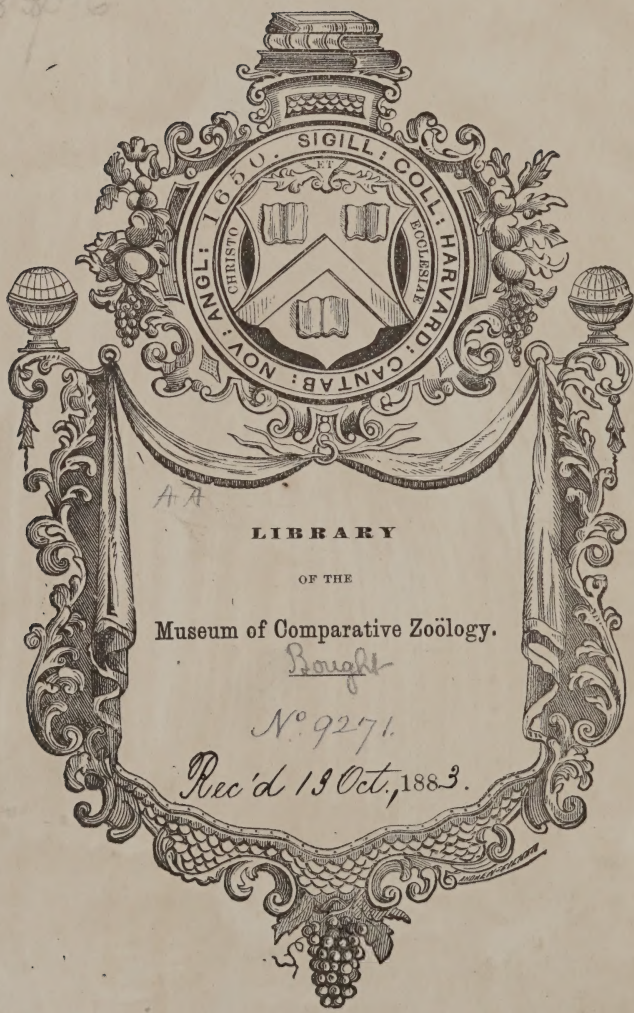 SIGILL: COLL: HARVARD: CANTAB: NOV: ANGL: 1650.
ET
CHRISTO
ECCLESIAE
A A
LIBRARY
OF THE
Museum of Comparative Zoölogy.
Bought
No 9271.
Rec'd 13 Oct., 1883.